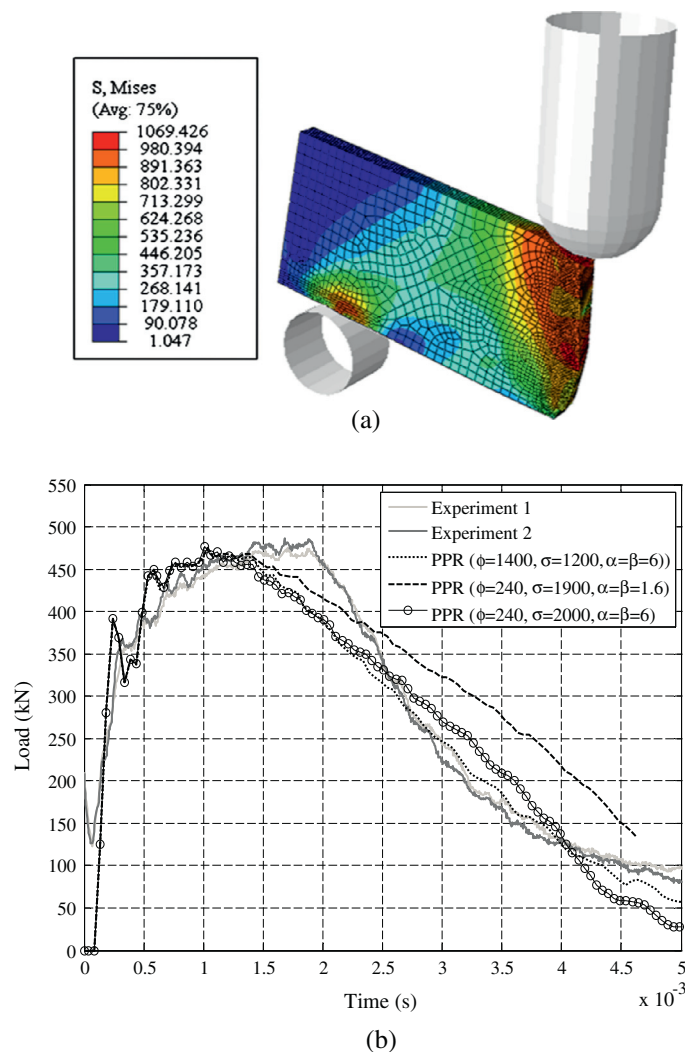 S, Mises
(Avg: 75%)
1069.426
980.394
891.363
802.331
713.299
624.268
535.236
446.205
357.173
268.141
179.110
90.078
1.047
(a)
550
500
450
400
350
300
250
200
150
100
50
0
Load (kN)
Experiment 1
Experiment 2
PPR (ϕ=1400, σ=1200, α=β=6))
PPR (ϕ=240, σ=1900, α=β=1.6)
PPR (ϕ=240, σ=2000, α=β=6)
0 0.5 1 1.5 2 2.5 3 3.5 4 4.5 5
Time (s)
x 10⁻³
(b)